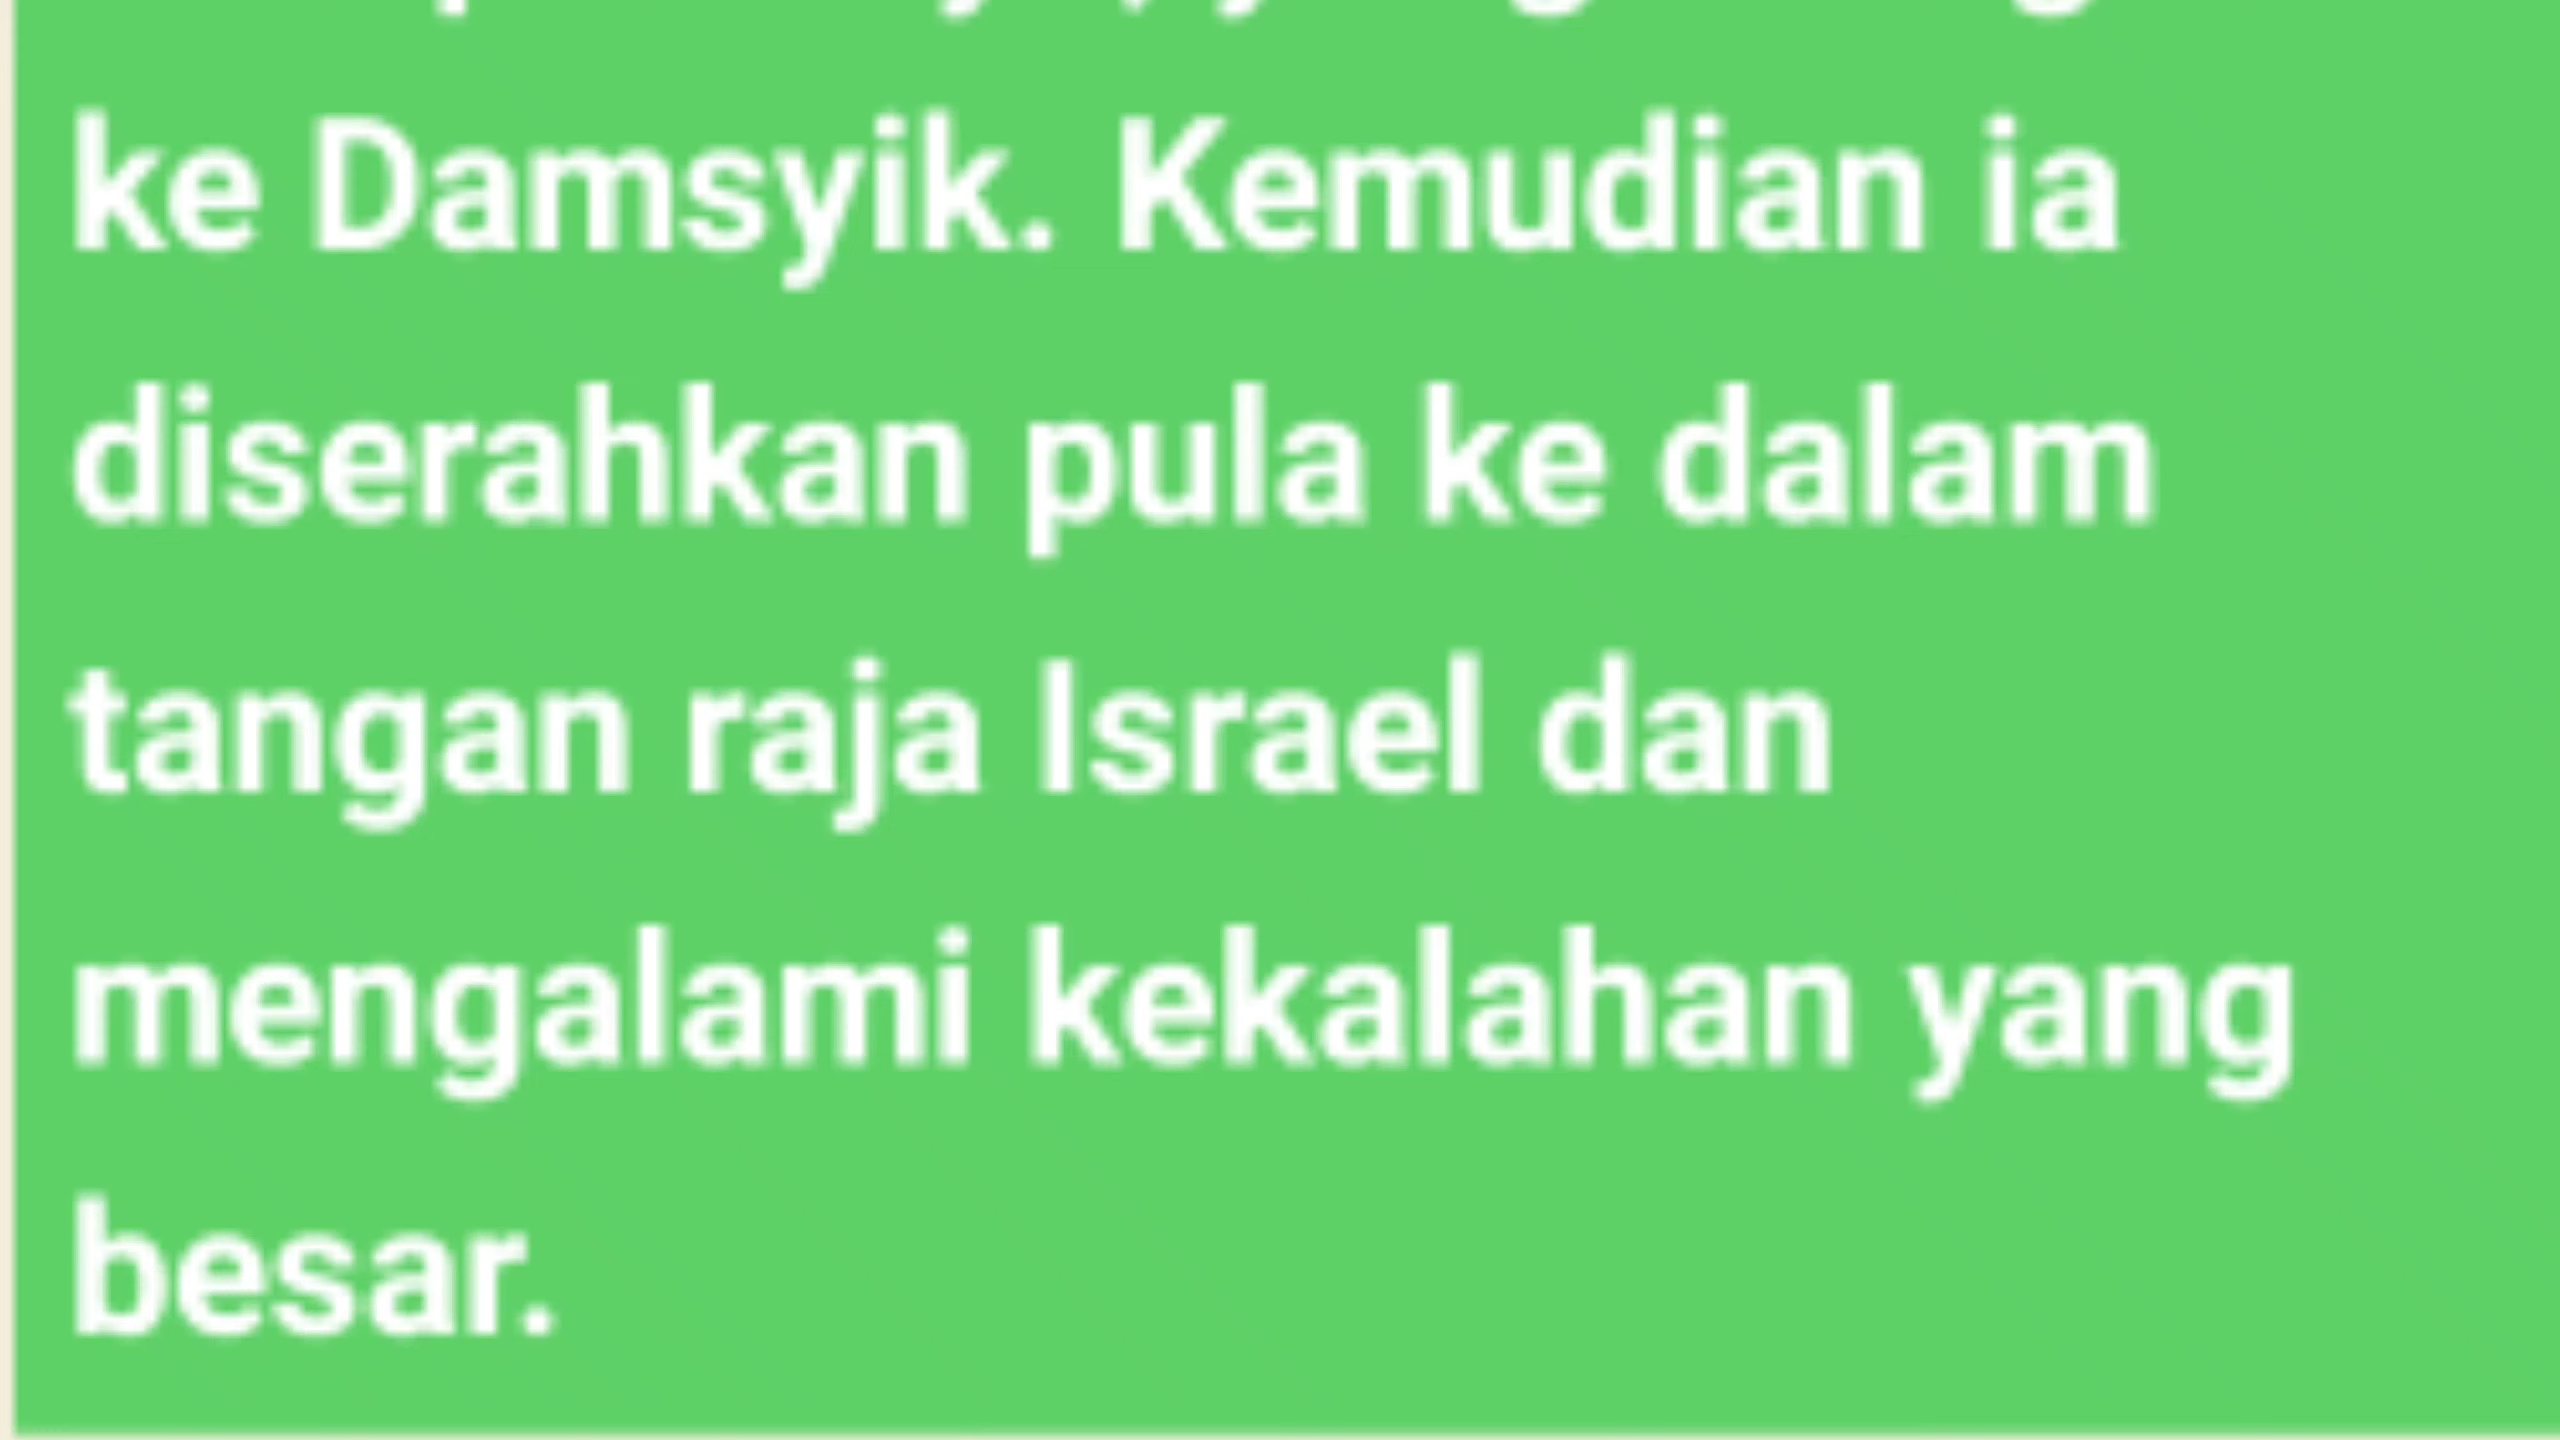 ke Damsyik. Kemudian ia
diserahkan pula ke dalam
tangan raja Israel dan
mengalami kekalahan yang
besar.